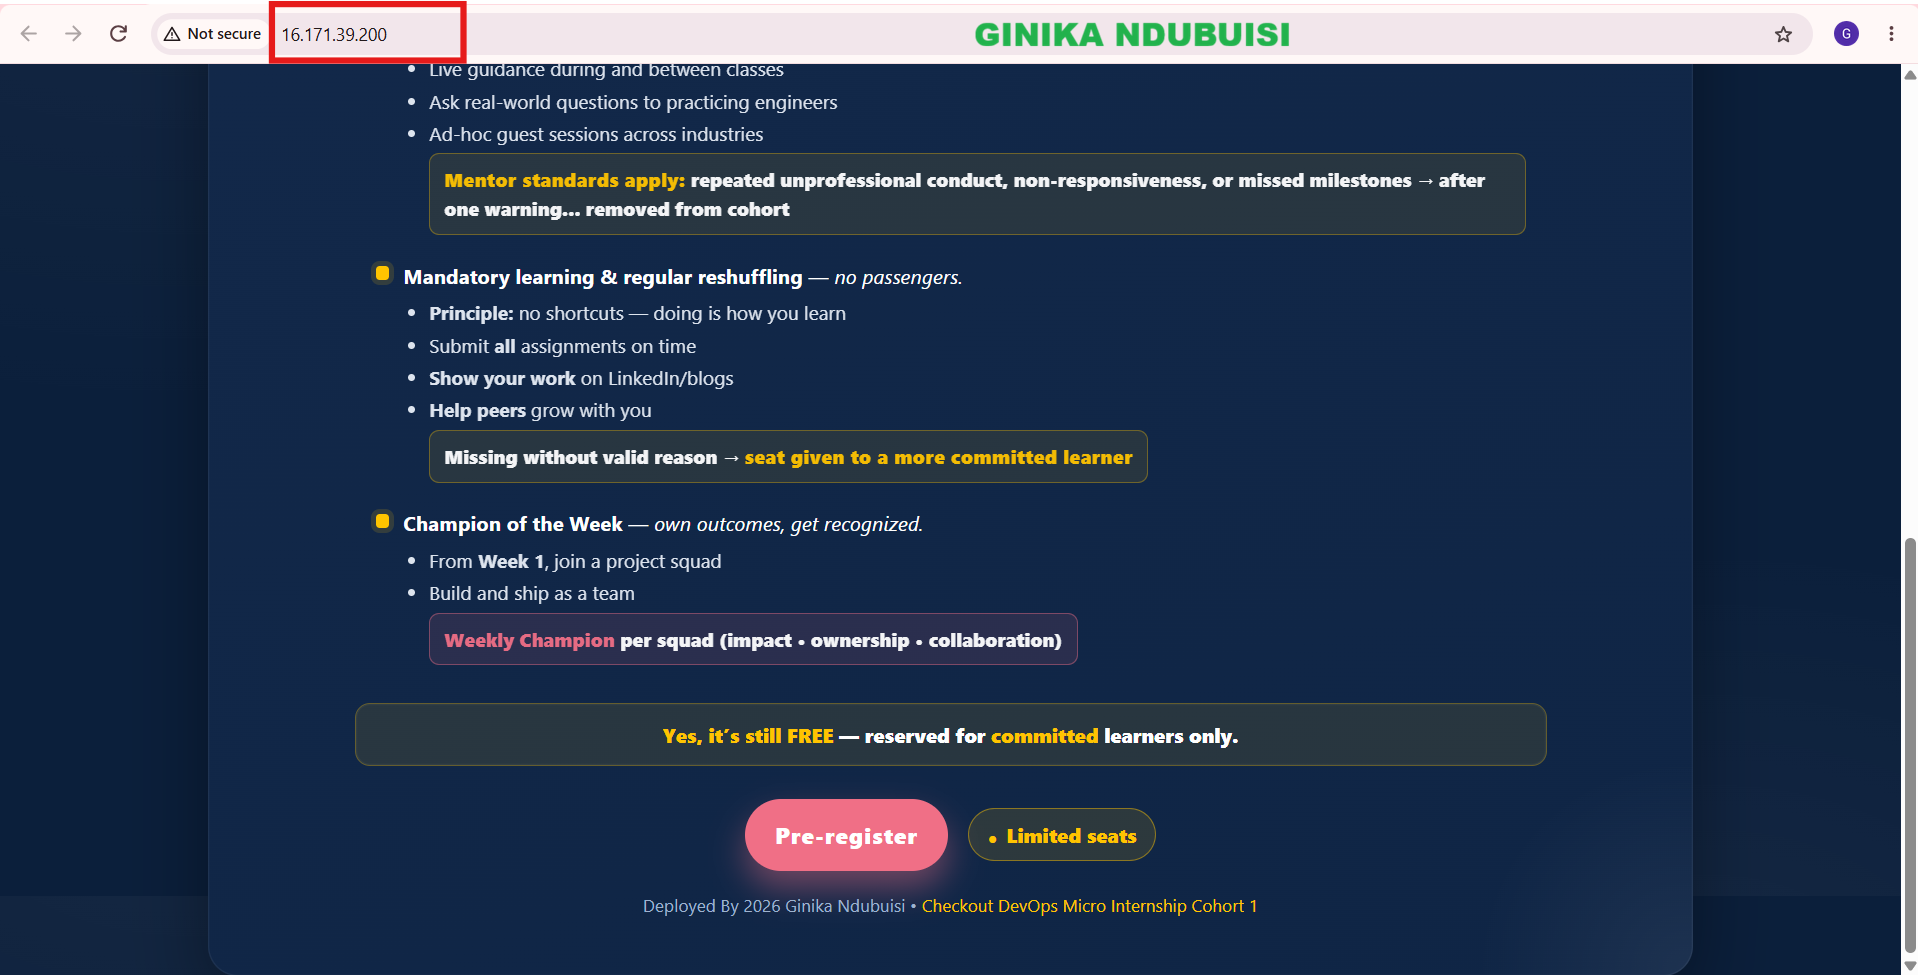 Not secure
16.171.39.200
GINIKA NDUBUISI
G
Live guidance during and between classes
Ask real-world questions to practicing engineers
Ad-hoc guest sessions across industries
Mentor standards apply: repeated unprofessional conduct, non-responsiveness, or missed milestones → after
one warning... removed from cohort
Mandatory learning & regular reshuffling — no passengers.
Principle: no shortcuts — doing is how you learn
Submit all assignments on time
Show your work on LinkedIn/blogs
Help peers grow with you
Missing without valid reason → seat given to a more committed learner
Champion of the Week — own outcomes, get recognized.
From Week 1, join a project squad
Build and ship as a team
Weekly Champion per squad (impact • ownership • collaboration)
Yes, it's still FREE — reserved for committed learners only.
Pre-register
• Limited seats
Deployed By 2026 Ginika Ndubuisi • Checkout DevOps Micro Internship Cohort 1